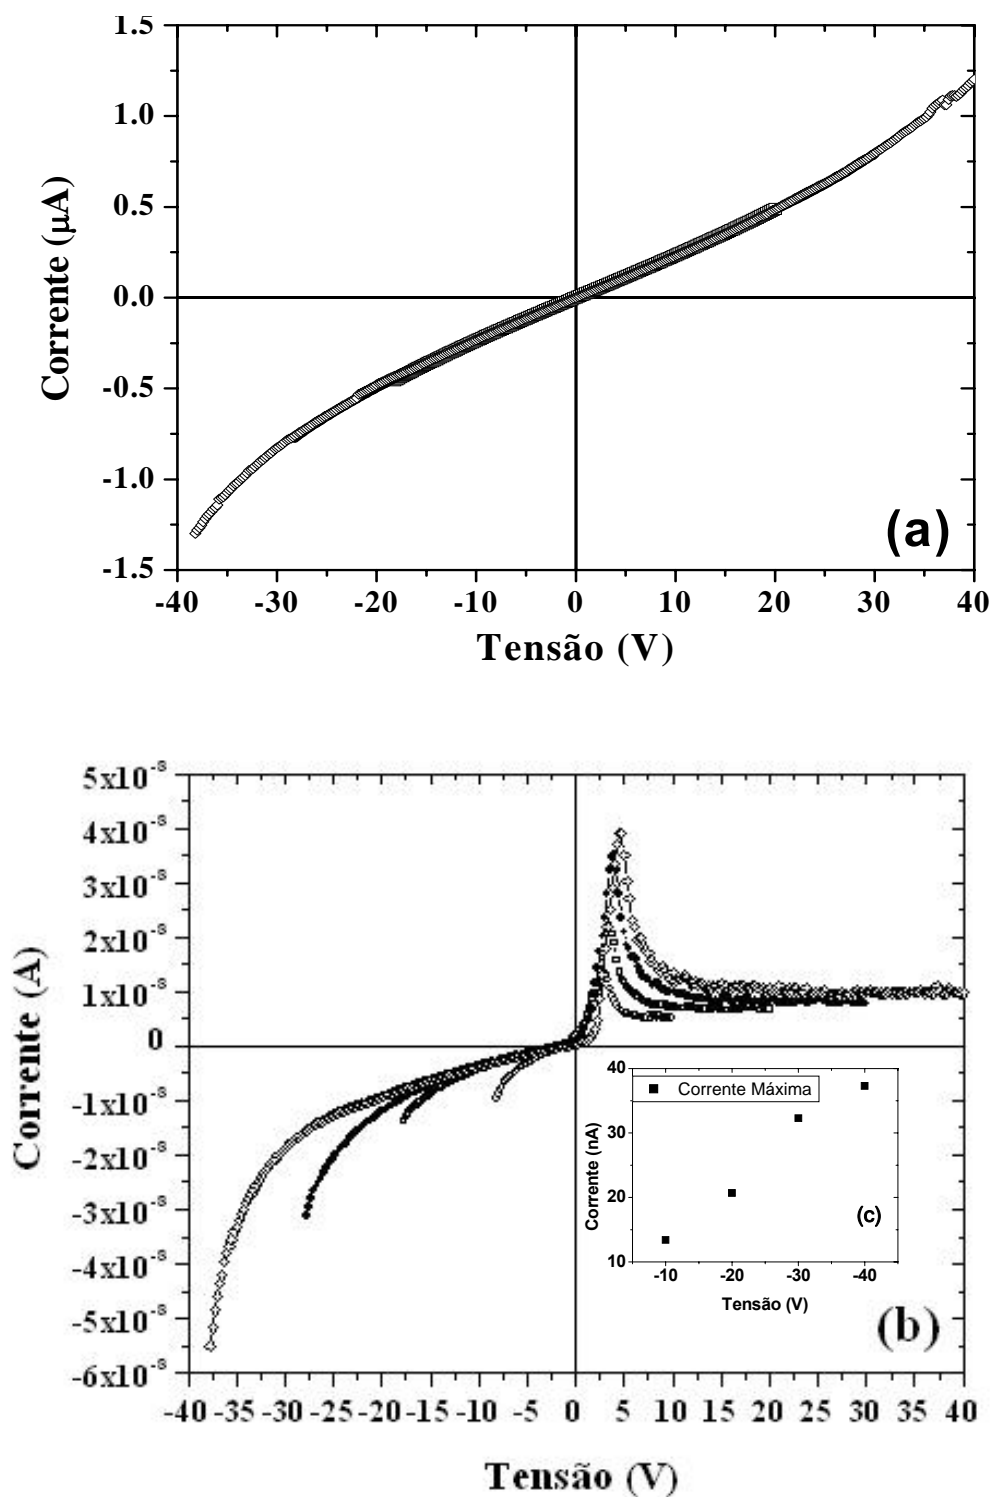 1.5
1.0
0.5
0.0
-0.5
-1.0
-1.5
Corrente (µA)
(a)
-40 -30 -20 -10 0 10 20 30 40
Tensão (V)
5x10⁻⁸
4x10⁻⁸
3x10⁻⁸
2x10⁻⁸
1x10⁻⁸
0
-1x10⁻⁸
-2x10⁻⁸
-3x10⁻⁸
-4x10⁻⁸
-5x10⁻⁸
-6x10⁻⁸
Corrente (A)
40
30
20
10
Corrente (nA)
Corrente Máxima
(c)
-10 -20 -30 -40
Tensão (V)
(b)
-40 -35 -30 -25 -20 -15 -10 -5 0 5 10 15 20 25 30 35 40
Tensão (V)